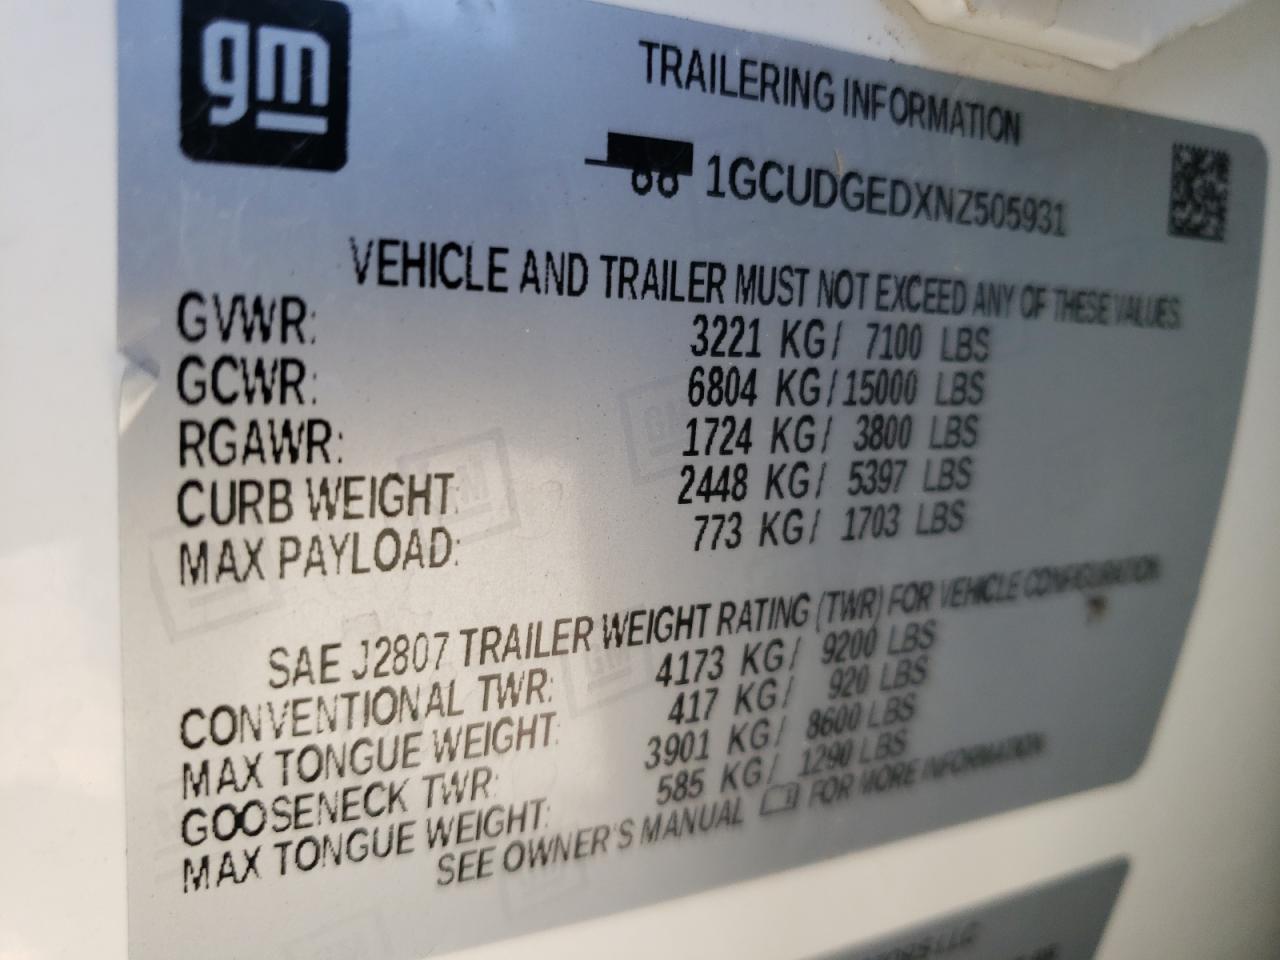 gm
TRAILERING INFORMATION
1GCUDGEDXNZ505931
VEHICLE AND TRAILER MUST NOT EXCEED ANY OF THESE VALUES
GVWR: 3221 KG/ 7100 LBS
GCWR: 6804 KG/15000 LBS
RGAWR: 1724 KG/ 3800 LBS
CURB WEIGHT: 2448 KG/ 5397 LBS
MAX PAYLOAD: 773 KG/ 1703 LBS
SAE J2807 TRAILER WEIGHT RATING (TWR) FOR VEHICLE CONFIGURATION
CONVENTIONAL TWR: 4173 KG/ 9200 LBS
MAX TONGUE WEIGHT: 417 KG/ 920 LBS
GOOSENECK TWR: 3901 KG/ 8600 LBS
MAX TONGUE WEIGHT: 585 KG/ 1290 LBS
SEE OWNER'S MANUAL FOR MORE INFORMATION
LLC